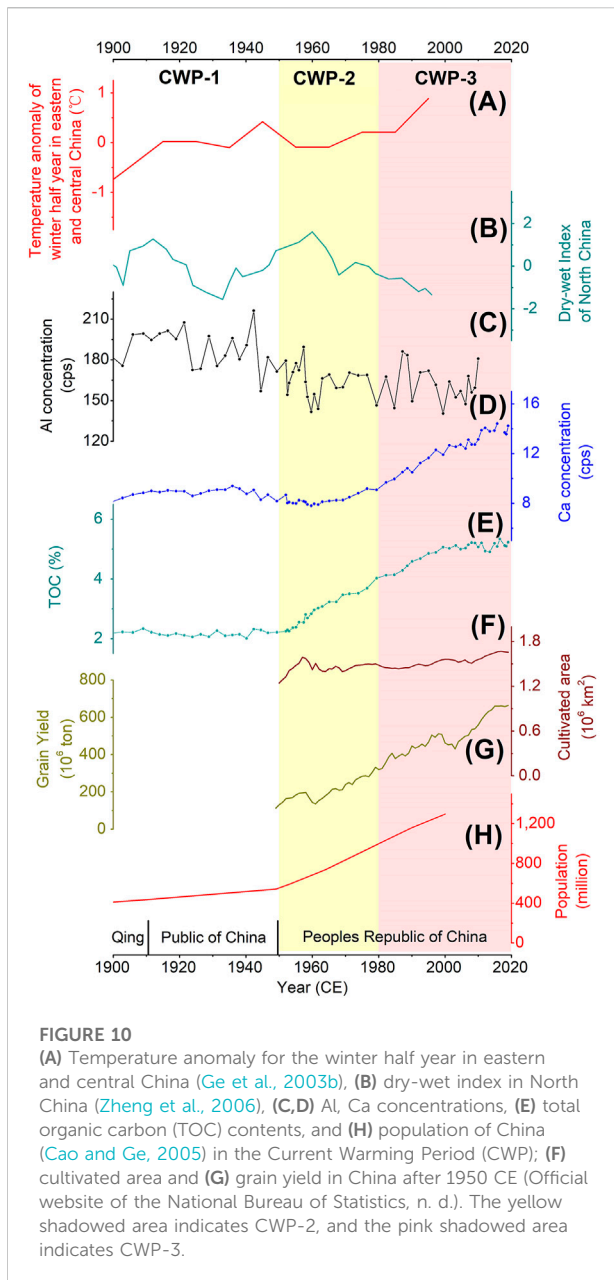 1900 1920 1940 1960 1980 2000 2020
CWP-1 CWP-2 CWP-3
(A)
1
0
-1
Temperature anomaly of
winter half year in eastern
and central China (℃)
(B)
2
0
-2
Dry-wet Index
of North China
(C)
210
180
150
120
Al concentration
(cps)
(D)
16
12
8
4
Ca concentration
(cps)
(E)
6
4
2
TOC (%)
(F)
1.8
1.5
1.2
0.9
0.6
0.3
0.0
Cultivated area
(10⁶ km²)
(G)
800
600
400
200
0
Grain Yield
(10⁶ ton)
(H)
1,200
800
400
0
Population
(million)
Qing Public of China Peoples Republic of China
1900 1920 1940 1960 1980 2000 2020
Year (CE)
FIGURE 10
(A) Temperature anomaly for the winter half year in eastern
and central China (Ge et al., 2003b), (B) dry-wet index in North
China (Zheng et al., 2006), (C,D) Al, Ca concentrations, (E) total
organic carbon (TOC) contents, and (H) population of China
(Cao and Ge, 2005) in the Current Warming Period (CWP); (F)
cultivated area and (G) grain yield in China after 1950 CE (Official
website of the National Bureau of Statistics, n. d.). The yellow
shadowed area indicates CWP-2, and the pink shadowed area
indicates CWP-3.